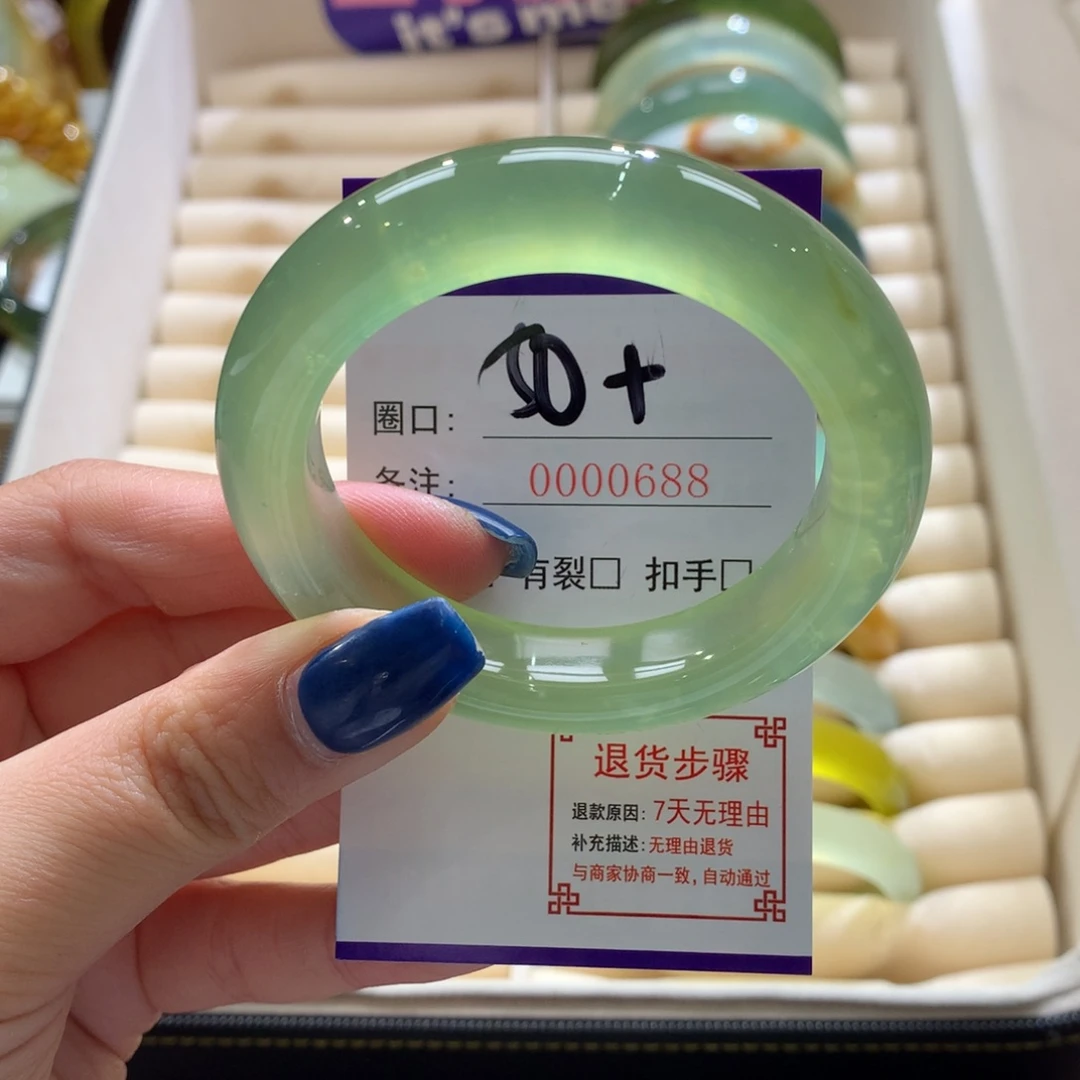 it's m
圈口:
备注: 0000688
有裂□ 扣手□
退货步骤
退款原因: 7天无理由
补充描述: 无理由退货
与商家协商一致, 自动通过